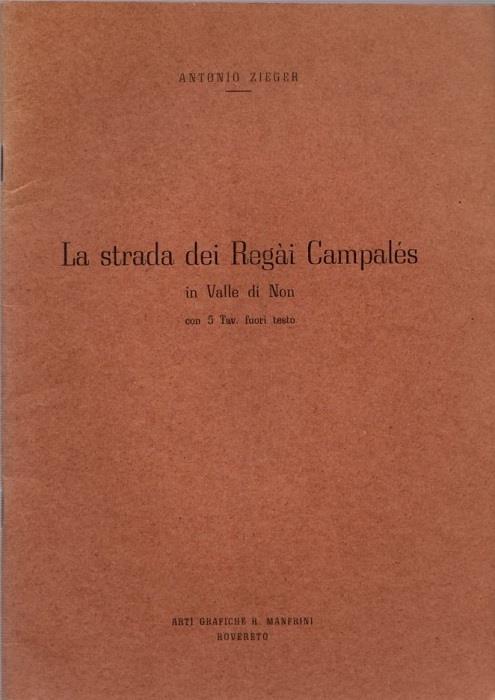 ANTONIO ZIEGER
La strada dei Regài Campalés
in Valle di Non
con 5 Tav. fuori testo
ARTI GRAFICHE R. MANFRINI
ROVERETO